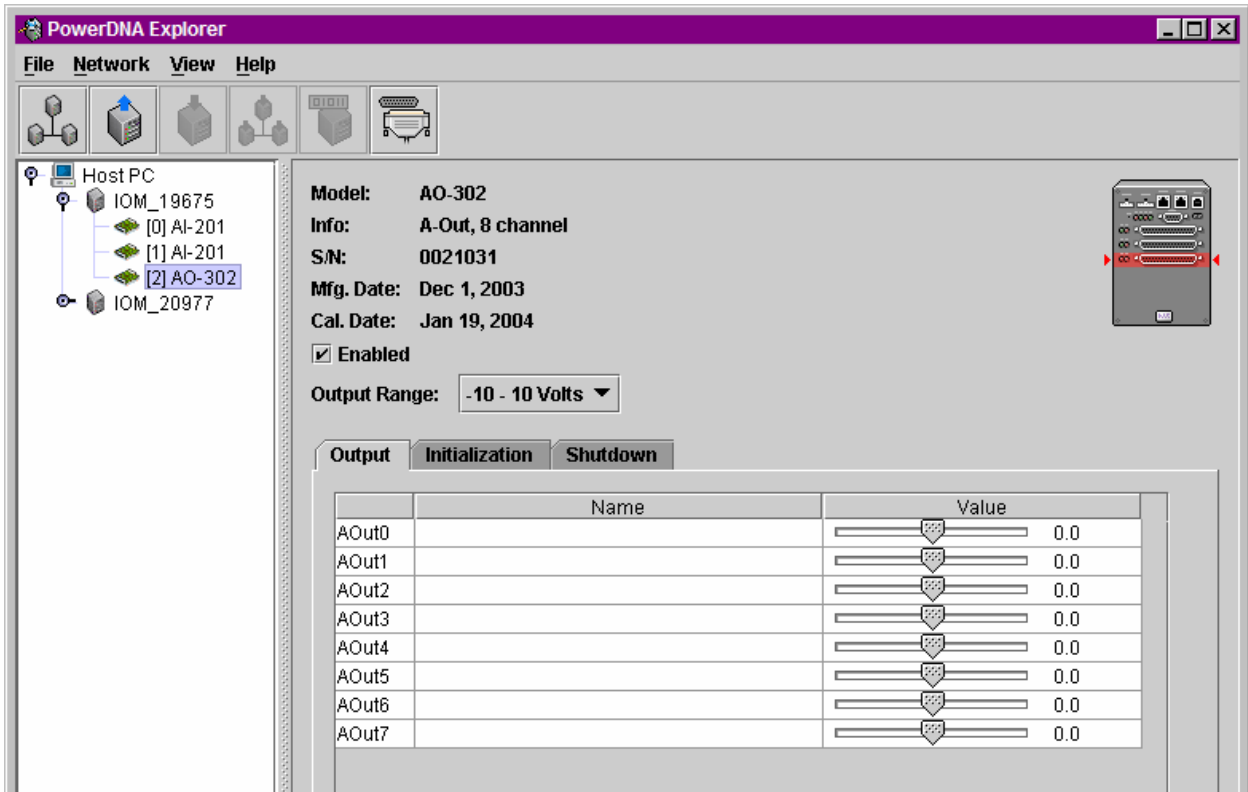 PowerDNA Explorer
File Network View Help
Host PC
IOM_19675
[0] AI-201
[1] AI-201
[2] AO-302
IOM_20977
Model: AO-302
Info: A-Out, 8 channel
S/N: 0021031
Mfg. Date: Dec 1, 2003
Cal. Date: Jan 19, 2004
Enabled
Output Range: -10 - 10 Volts
Output Initialization Shutdown
Name Value
AOut0 0.0
AOut1 0.0
AOut2 0.0
AOut3 0.0
AOut4 0.0
AOut5 0.0
AOut6 0.0
AOut7 0.0